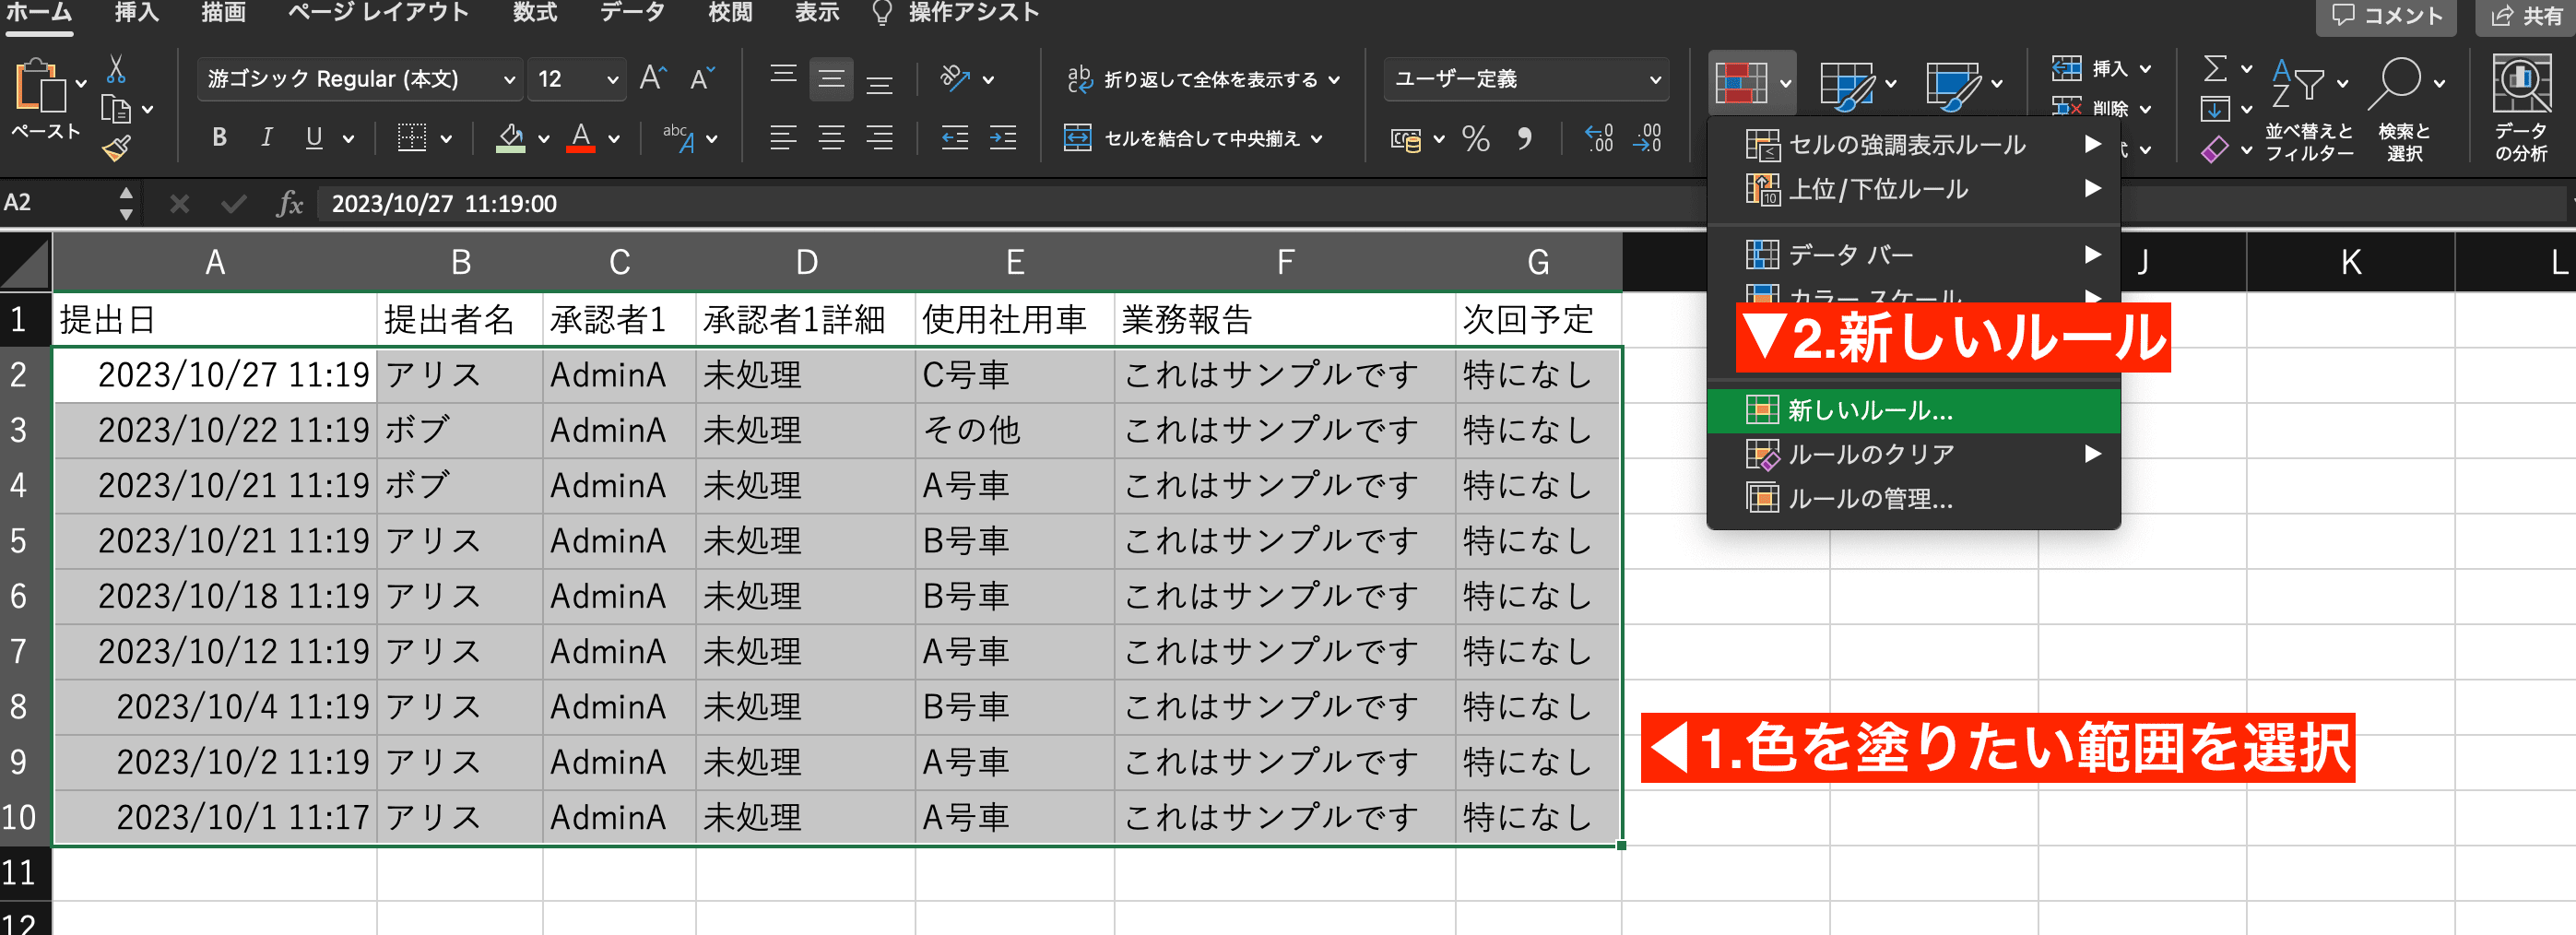 ホーム 挿入 描画 ページ レイアウト 数式 データ 校閲 表示 操作アシスト コメント 共有
ペースト
游ゴシック Regular (本文) 12 A A
B I U A abc A
ab c 折り返して全体を表示する
セルを結合して中央揃え
ユーザー定義
% 9 .0 .00 .00 .0
挿入
削除
式
Σ
A Z
並べ替えと
フィルター
検索と
選択
データ
の分析
セルの強調表示ルール
上位/下位ルール
データ バー
カラー スケール
▼2.新しいルール
新しいルール...
ルールのクリア
ルールの管理...
A2 fx 2023/10/27 11:19:00
A B C D E F G J K L
1 提出日 提出者名 承認者1 承認者1詳細 使用社用車 業務報告 次回予定
2 2023/10/27 11:19 アリス AdminA 未処理 C号車 これはサンプルです 特になし
3 2023/10/22 11:19 ボブ AdminA 未処理 その他 これはサンプルです 特になし
4 2023/10/21 11:19 ボブ AdminA 未処理 A号車 これはサンプルです 特になし
5 2023/10/21 11:19 アリス AdminA 未処理 B号車 これはサンプルです 特になし
6 2023/10/18 11:19 アリス AdminA 未処理 B号車 これはサンプルです 特になし
7 2023/10/12 11:19 アリス AdminA 未処理 A号車 これはサンプルです 特になし
8 2023/10/4 11:19 アリス AdminA 未処理 B号車 これはサンプルです 特になし
9 2023/10/2 11:19 アリス AdminA 未処理 A号車 これはサンプルです 特になし
10 2023/10/1 11:17 アリス AdminA 未処理 A号車 これはサンプルです 特になし
11
12
◀1.色を塗りたい範囲を選択